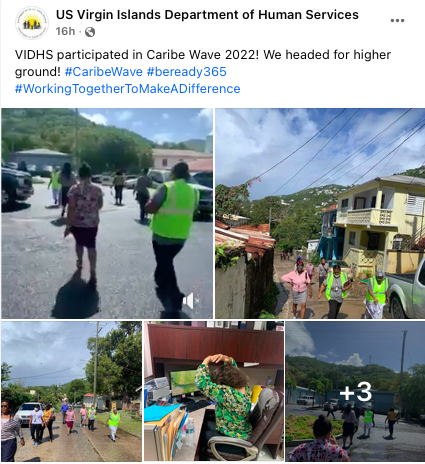 US Virgin Islands Department of Human Services
16h ·
VIDHS participated in Caribe Wave 2022! We headed for higher
ground! #CaribeWave #beready365
#WorkingTogetherToMakeADifference
+3